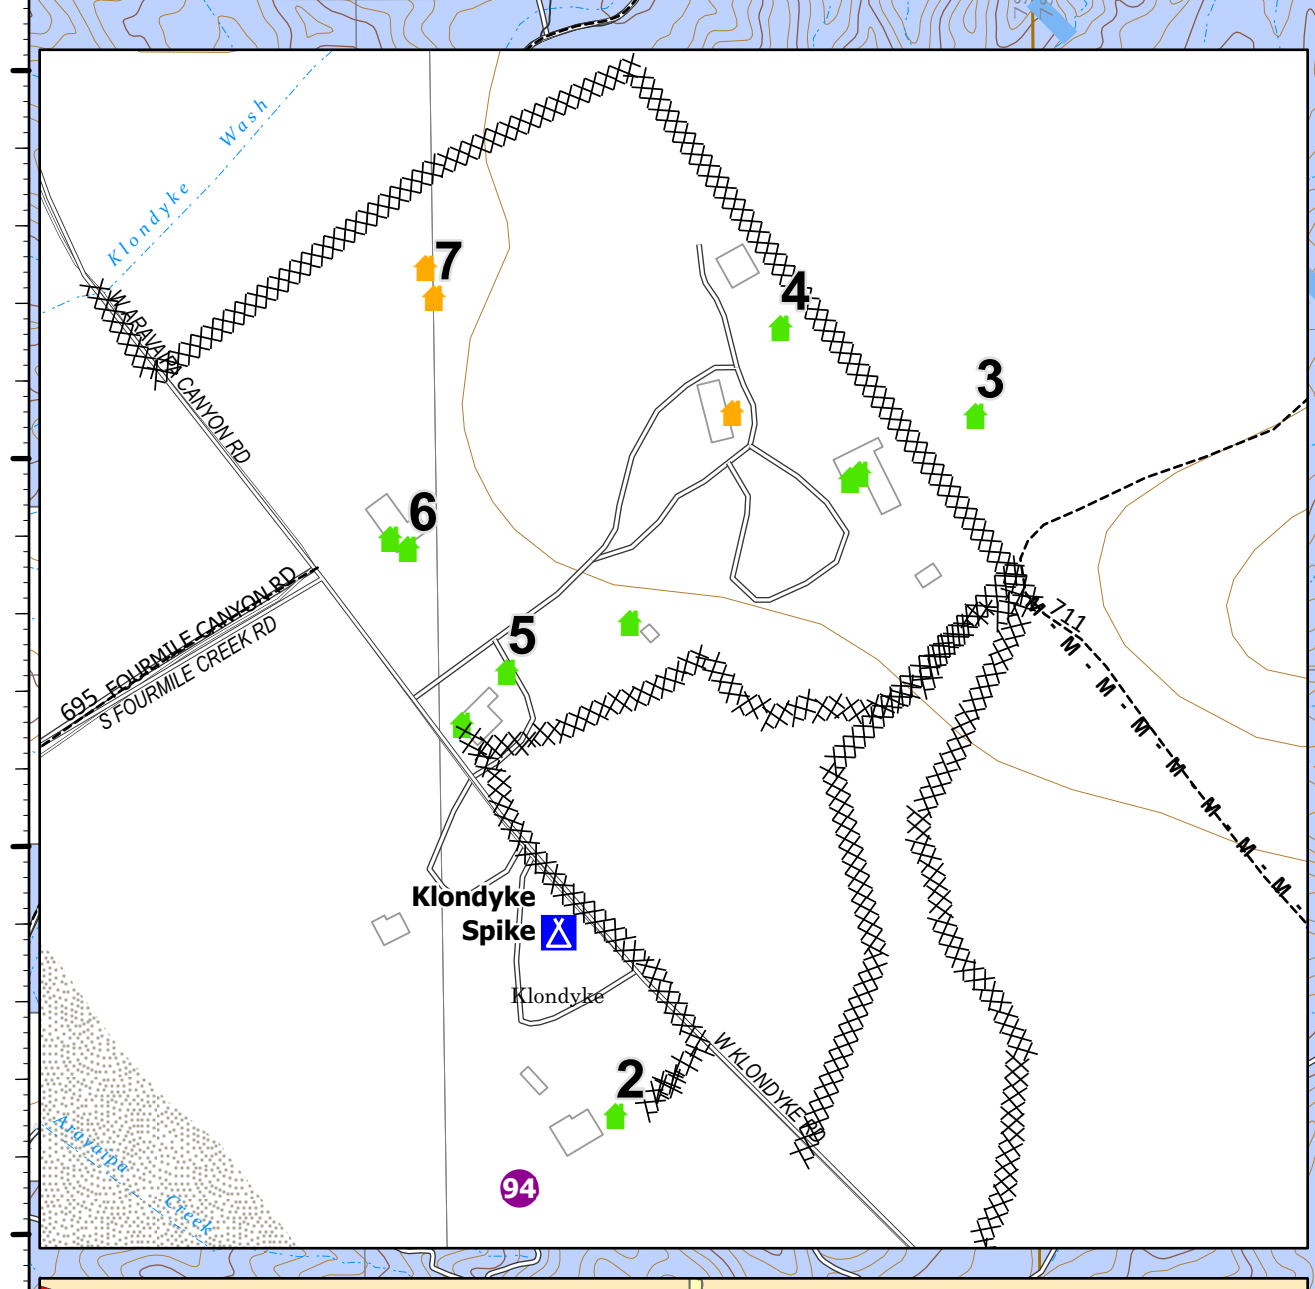 Klondyke Wash
7
4
W ARAVAIPA CANYON RD
3
6
695
FOURMILE CANYON RD
S FOURMILE CREEK RD
5
711
M - M - M - M - M - M - M - M -
Klondyke
Spike
Klondyke
W KLONDYKE RD
2
94
Aravaipa
Creek